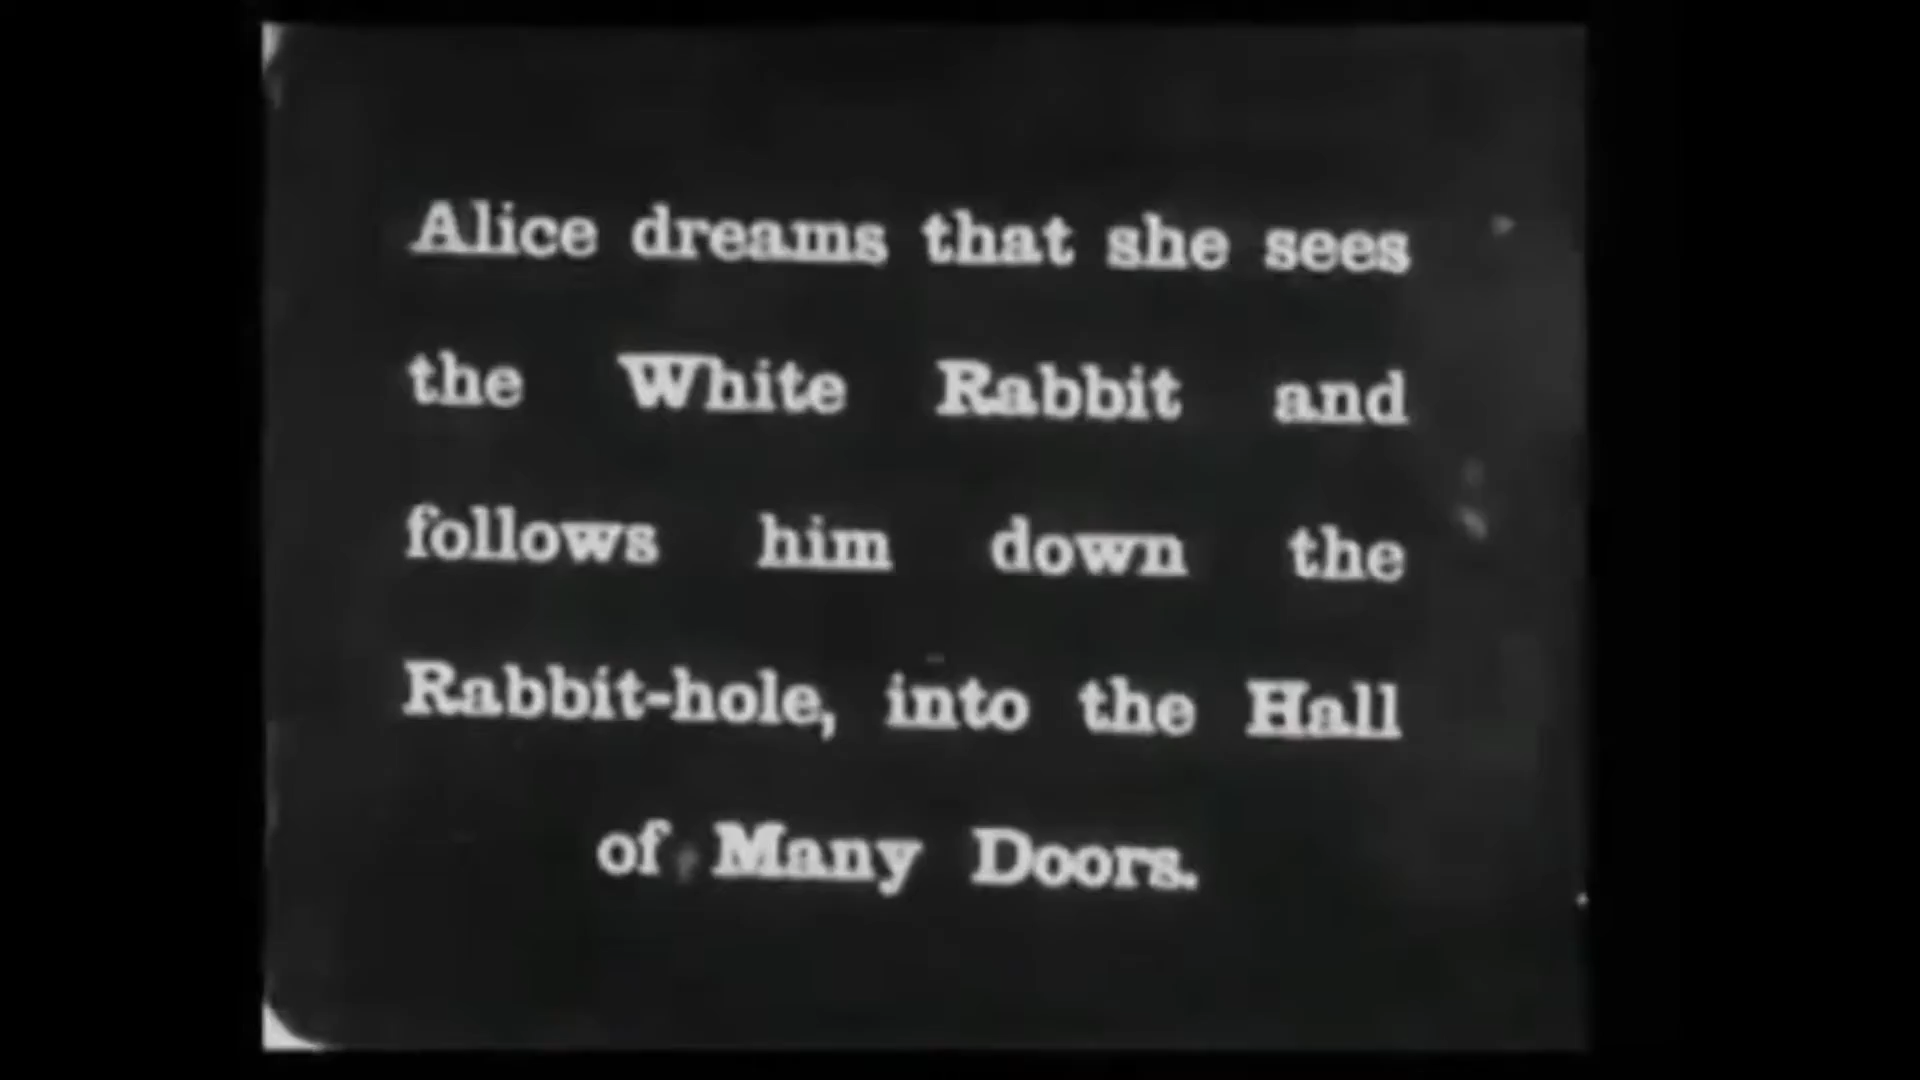 Alice dreams that she sees
the White Rabbit and
follows him down the
Rabbit-hole, into the Hall
of Many Doors.